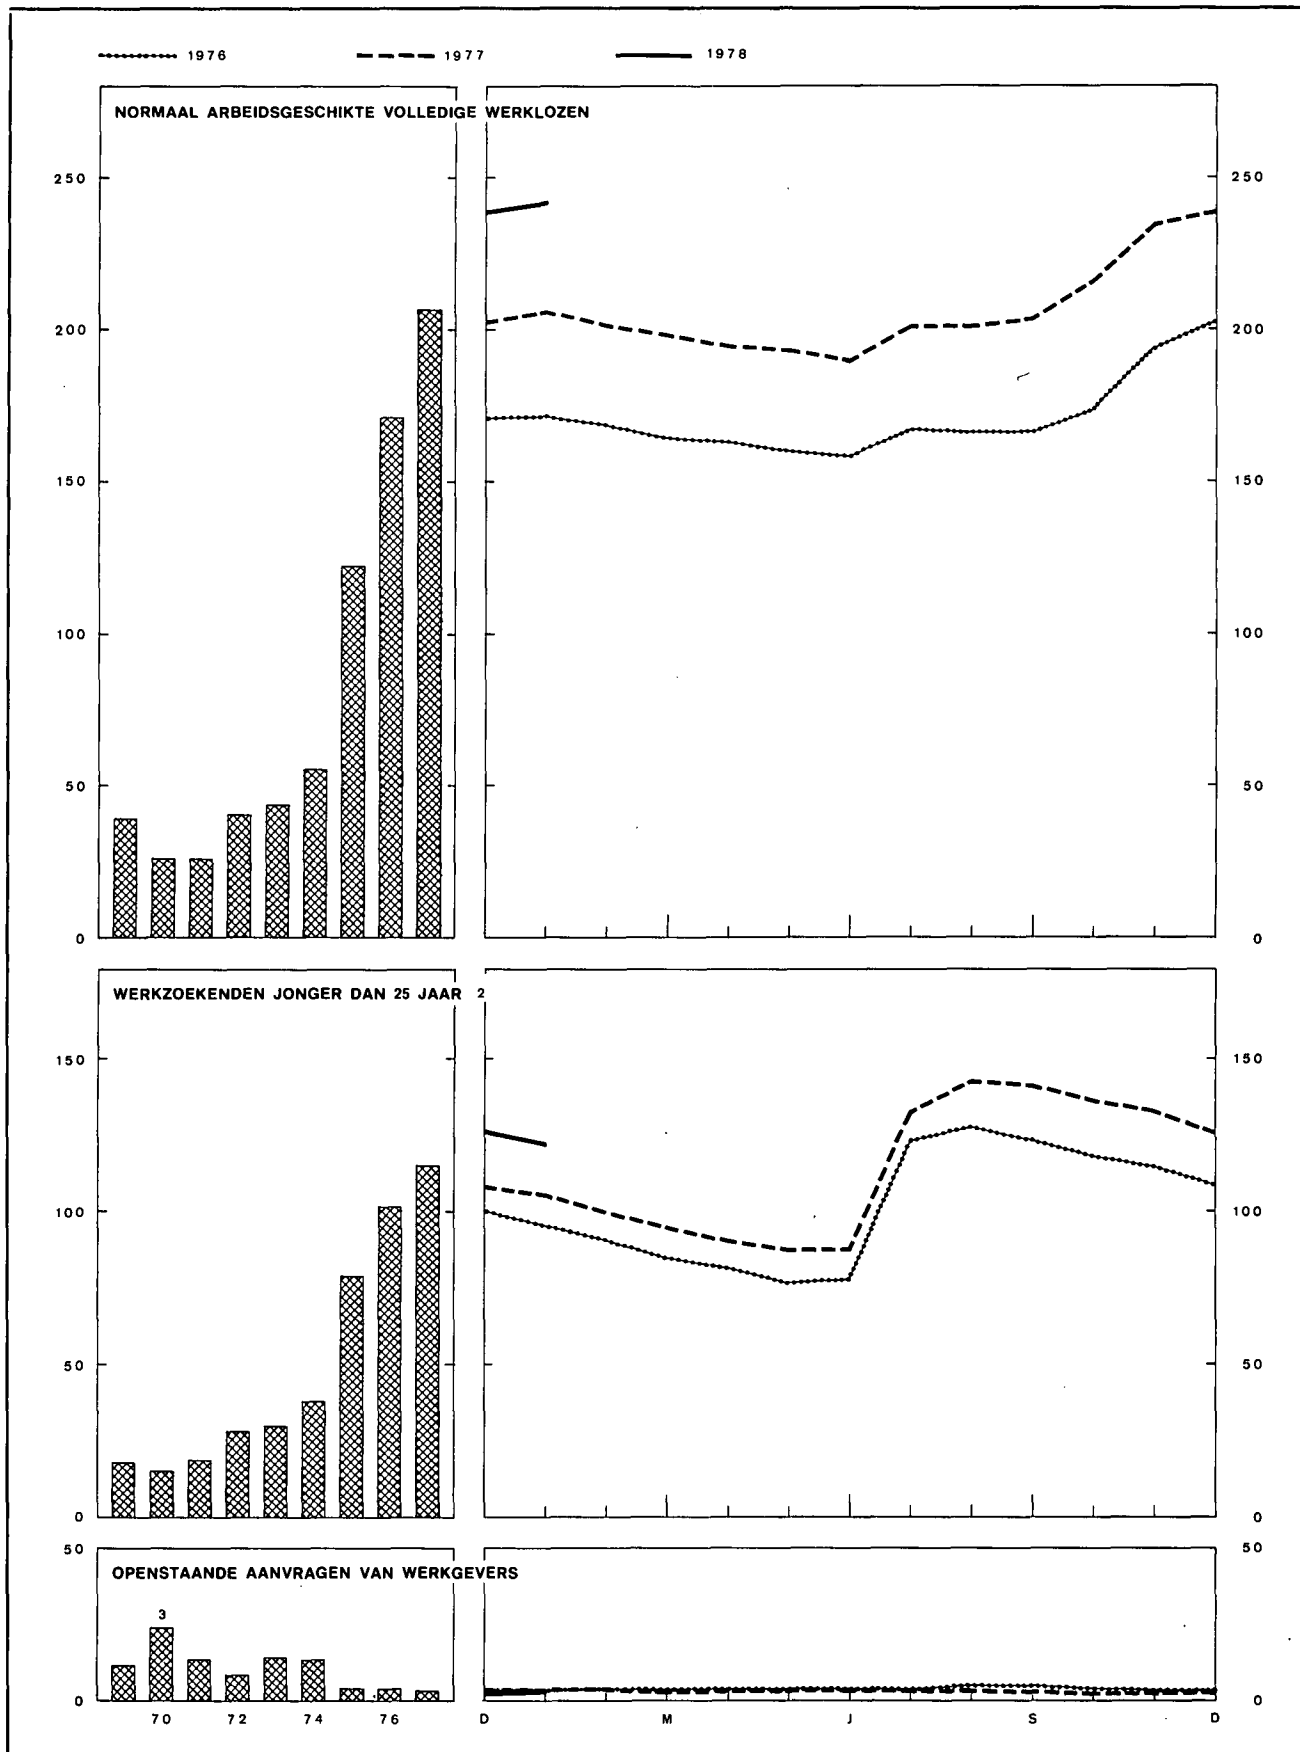 1976 1977 1978
NORMAAL ARBEIDSGESCHIKTE VOLLEDIGE WERKLOZEN
250 250
200 200
150 150
100 100
50 50
0 0
WERKZOEKENDEN JONGER DAN 25 JAAR 2
150 150
100 100
50 50
0 0
50 50
OPENSTAANDE AANVRAGEN VAN WERKGEVERS
3
0 0
70 72 74 76 D M J S D